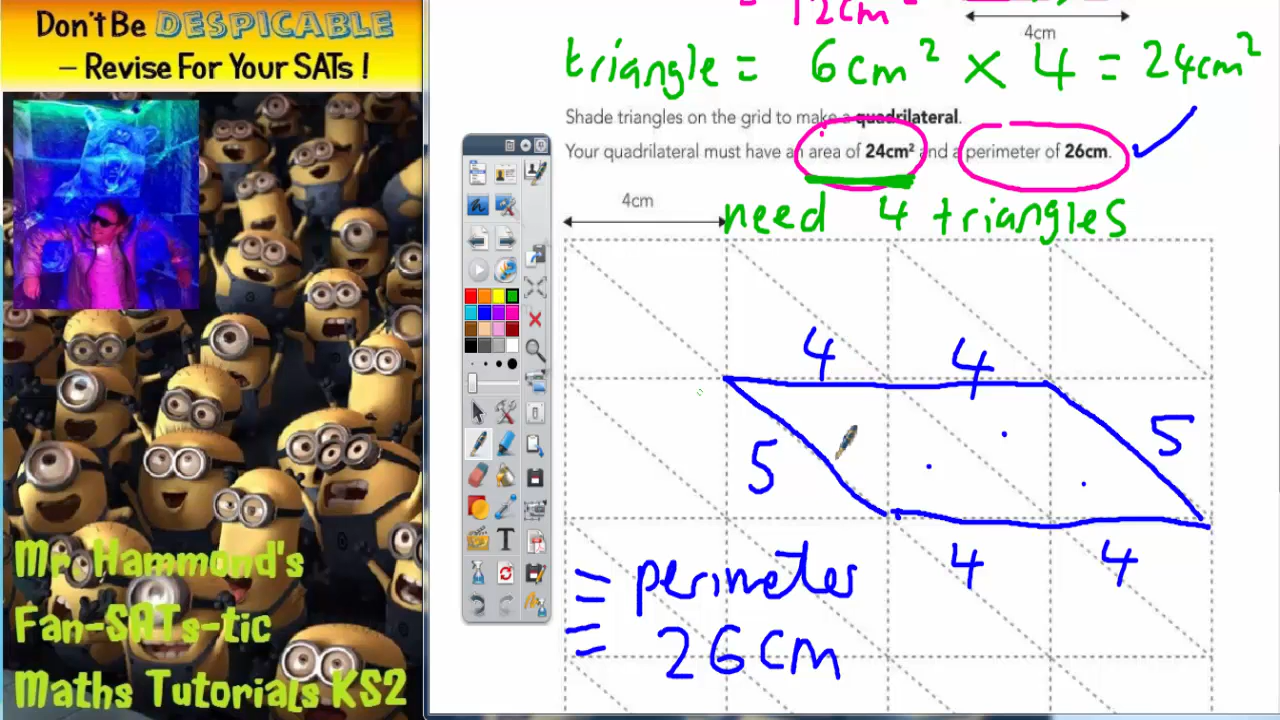 Don't Be DESPICABLE
– Revise For Your SATs !
Mr Hammond's
Fan-SATs-tic
Maths Tutorials KS2
= 12cm²
4cm
triangle = 6cm² × 4 = 24cm²
Shade triangles on the grid to make a quadrilateral.
Your quadrilateral must have an area of 24cm² and a perimeter of 26cm.
4cm
need 4 triangles
4 4
5 5
4 4
= perimeter
= 26cm